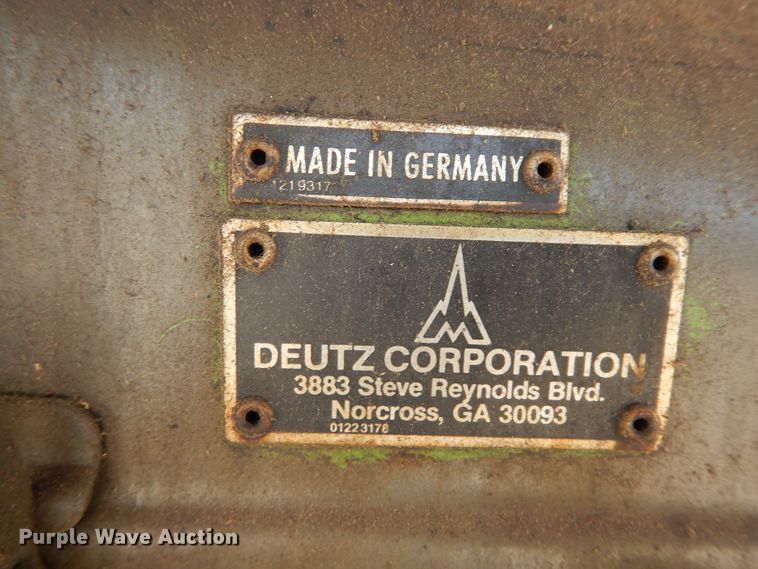 MADE IN GERMANY
1219317
DEUTZ CORPORATION
3883 Steve Reynolds Blvd.
Norcross, GA 30093
01223178
Purple Wave Auction